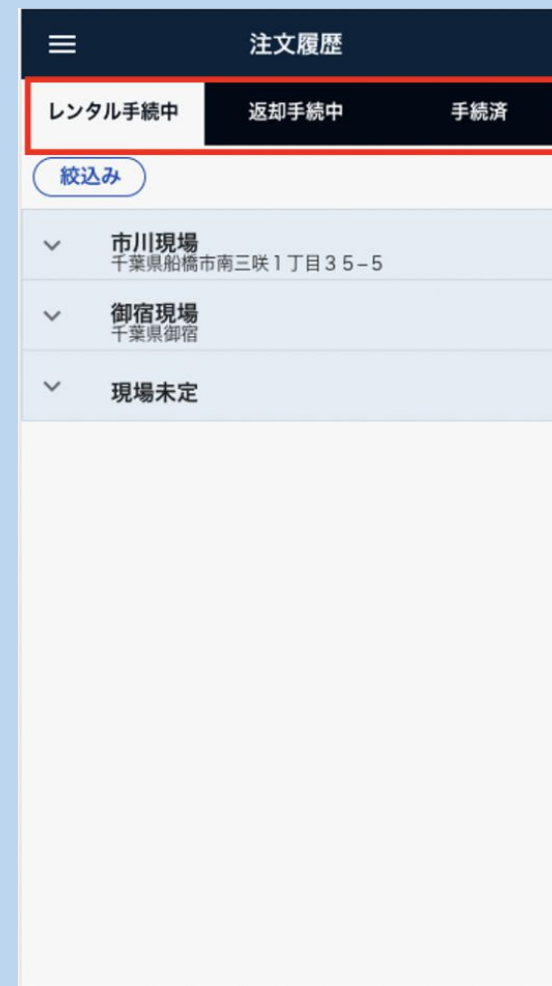 注文履歴
レンタル手続中 返却手続中 手続済
絞込み
市川現場
千葉県船橋市南三咲1丁目35−5
御宿現場
千葉県御宿
現場未定